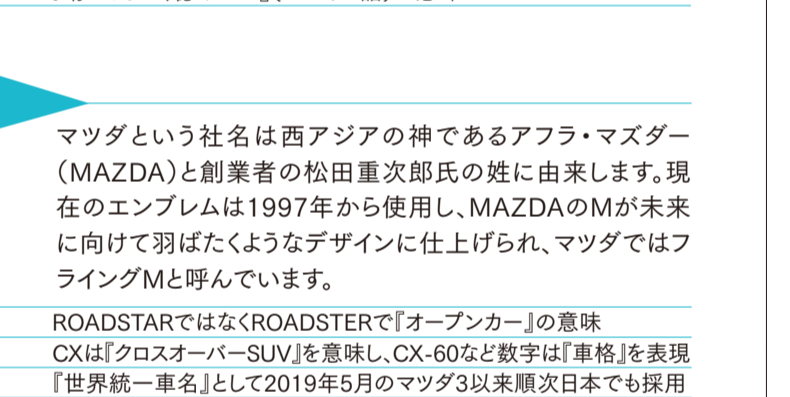 マツダという社名は西アジアの神であるアフラ・マズダー
（MAZDA）と創業者の松田重次郎氏の姓に由来します。現
在のエンブレムは1997年から使用し、MAZDAのMが未来
に向けて羽ばたくようなデザインに仕上げられ、マツダではフ
ライングMと呼んでいます。
ROADSTARではなくROADSTERで『オープンカー』の意味
CXは『クロスオーバーSUV』を意味し、CX-60など数字は『車格』を表現
『世界統一車名』として2019年5月のマツダ3以来順次日本でも採用